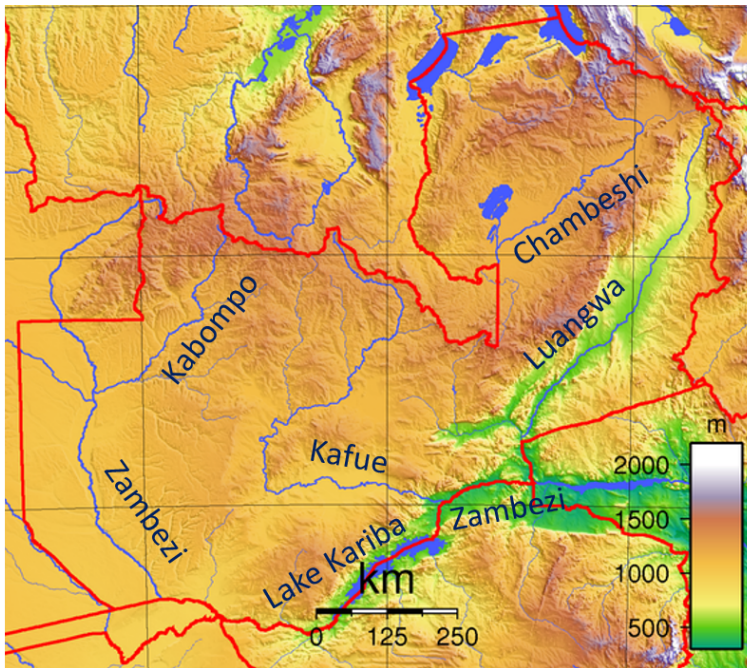 Chambeshi
Kabompo
Luangwa
Kafue
Zambezi
Zambezi
Lake Kariba
km
0 125 250
m
2000
1500
1000
500